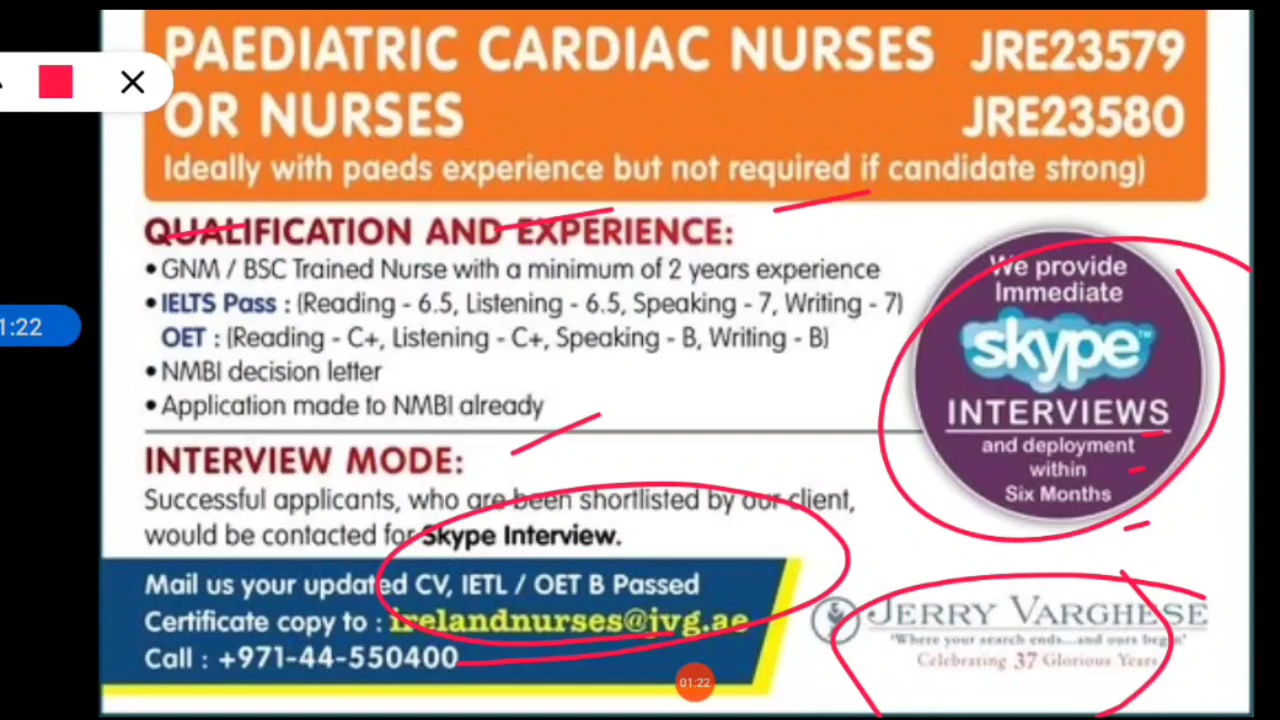 PAEDIATRIC CARDIAC NURSES JRE23579
OR NURSES JRE23580
Ideally with paeds experience but not required if candidate strong)
QUALIFICATION AND EXPERIENCE:
• GNM / BSC Trained Nurse with a minimum of 2 years experience
• IELTS Pass : (Reading - 6.5, Listening - 6.5, Speaking - 7, Writing - 7)
OET : (Reading - C+, Listening - C+, Speaking - B, Writing - B)
• NMBI decision letter
• Application made to NMBI already
We provide
Immediate
skype™
INTERVIEWS
and deployment
within
Six Months
INTERVIEW MODE:
Successful applicants, who are been shortlisted by our client,
would be contacted for Skype Interview.
Mail us your updated CV, IETL / OET B Passed
Certificate copy to : irelandnurses@jvg.ae
Call : +971-44-550400
JERRY VARGHESE
'Where your search ends....and ours begin'
Celebrating 37 Glorious Years
1:22
01:22